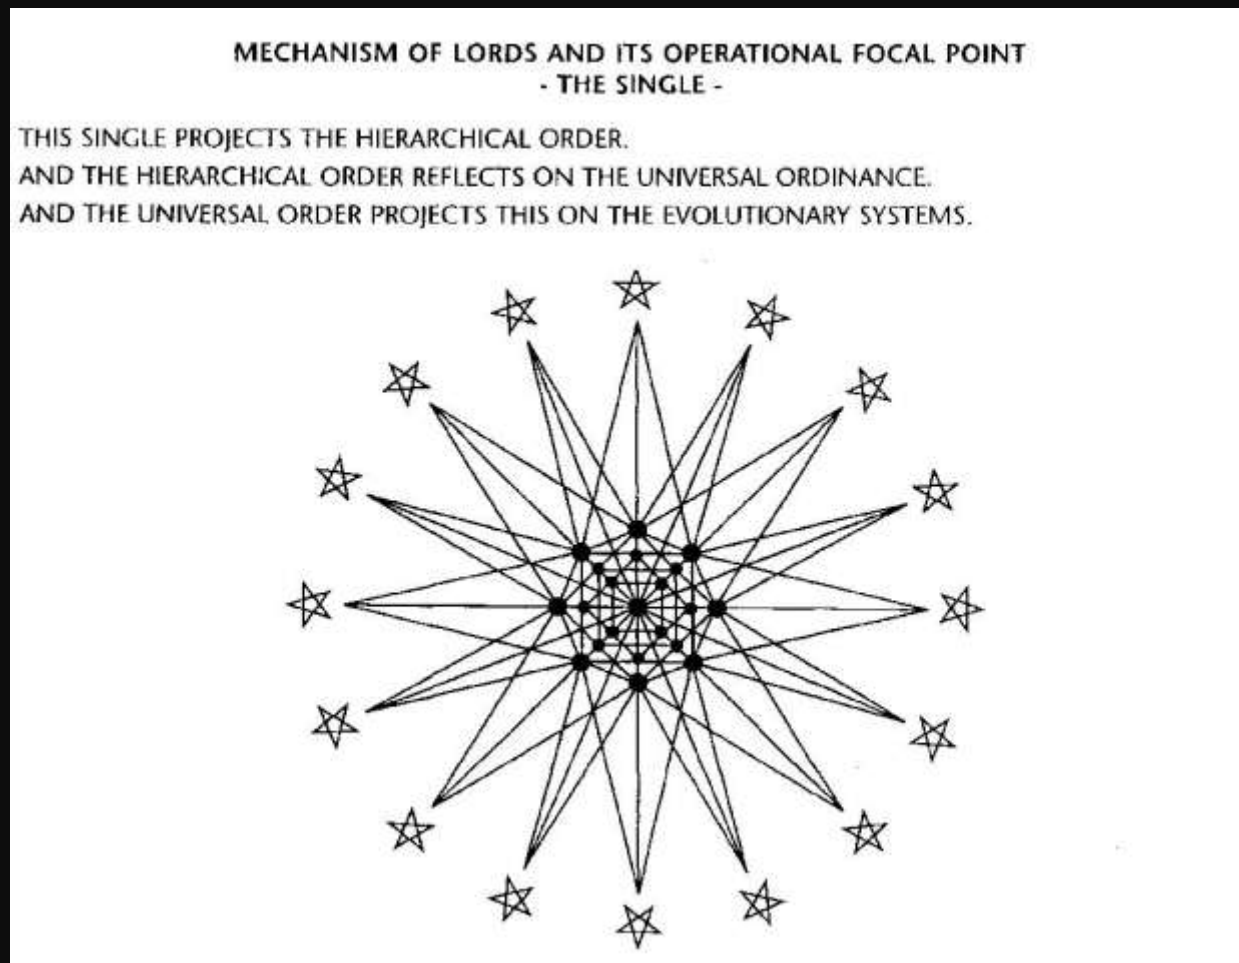 MECHANISM OF LORDS AND ITS OPERATIONAL FOCAL POINT
- THE SINGLE -
THIS SINGLE PROJECTS THE HIERARCHICAL ORDER.
AND THE HIERARCHICAL ORDER REFLECTS ON THE UNIVERSAL ORDINANCE.
AND THE UNIVERSAL ORDER PROJECTS THIS ON THE EVOLUTIONARY SYSTEMS.